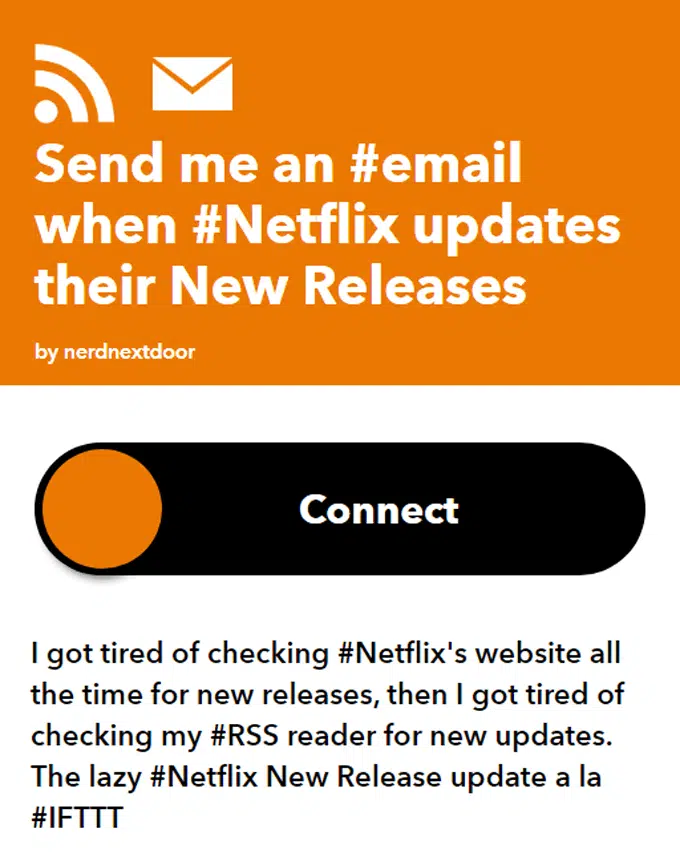 Send me an #email
when #Netflix updates
their New Releases
by nerdnextdoor
Connect
I got tired of checking #Netflix's website all
the time for new releases, then I got tired of
checking my #RSS reader for new updates.
The lazy #Netflix New Release update a la
#IFTTT